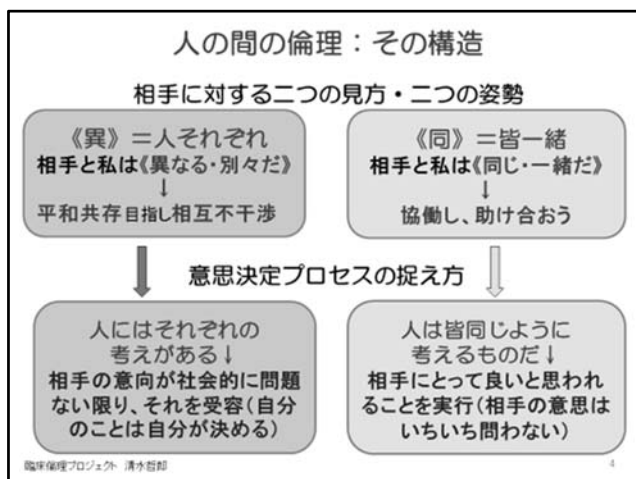 人の間の倫理:その構造
相手に対する二つの見方・二つの姿勢
《異》=人それぞれ
相手と私は《異なる・別々だ》
↓
平和共存目指し相互不干渉
《同》=皆一緒
相手と私は《同じ・一緒だ》
↓
協働し、助け合おう
意思決定プロセスの捉え方
人にはそれぞれの
考えがある↓
相手の意向が社会的に問題
ない限り、それを受容(自分
のことは自分が決める)
人は皆同じように
考えるものだ↓
相手にとって良いと思われ
ることを実行(相手の意思は
いちいち問わない)
臨床倫理プロジェクト 清水哲郎
4